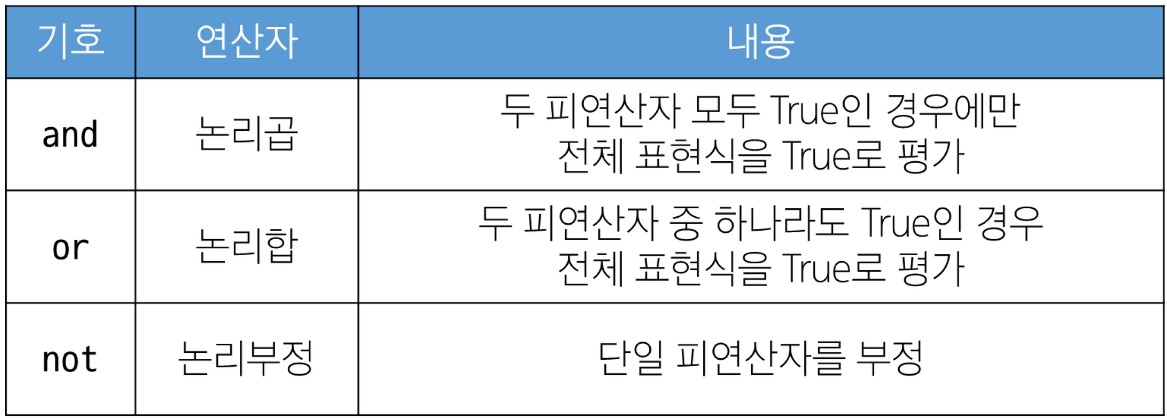 기호 연산자 내용
and 논리곱 두 피연산자 모두 True인 경우에만
전체 표현식을 True로 평가
or 논리합 두 피연산자 중 하나라도 True인 경우
전체 표현식을 True로 평가
not 논리부정 단일 피연산자를 부정